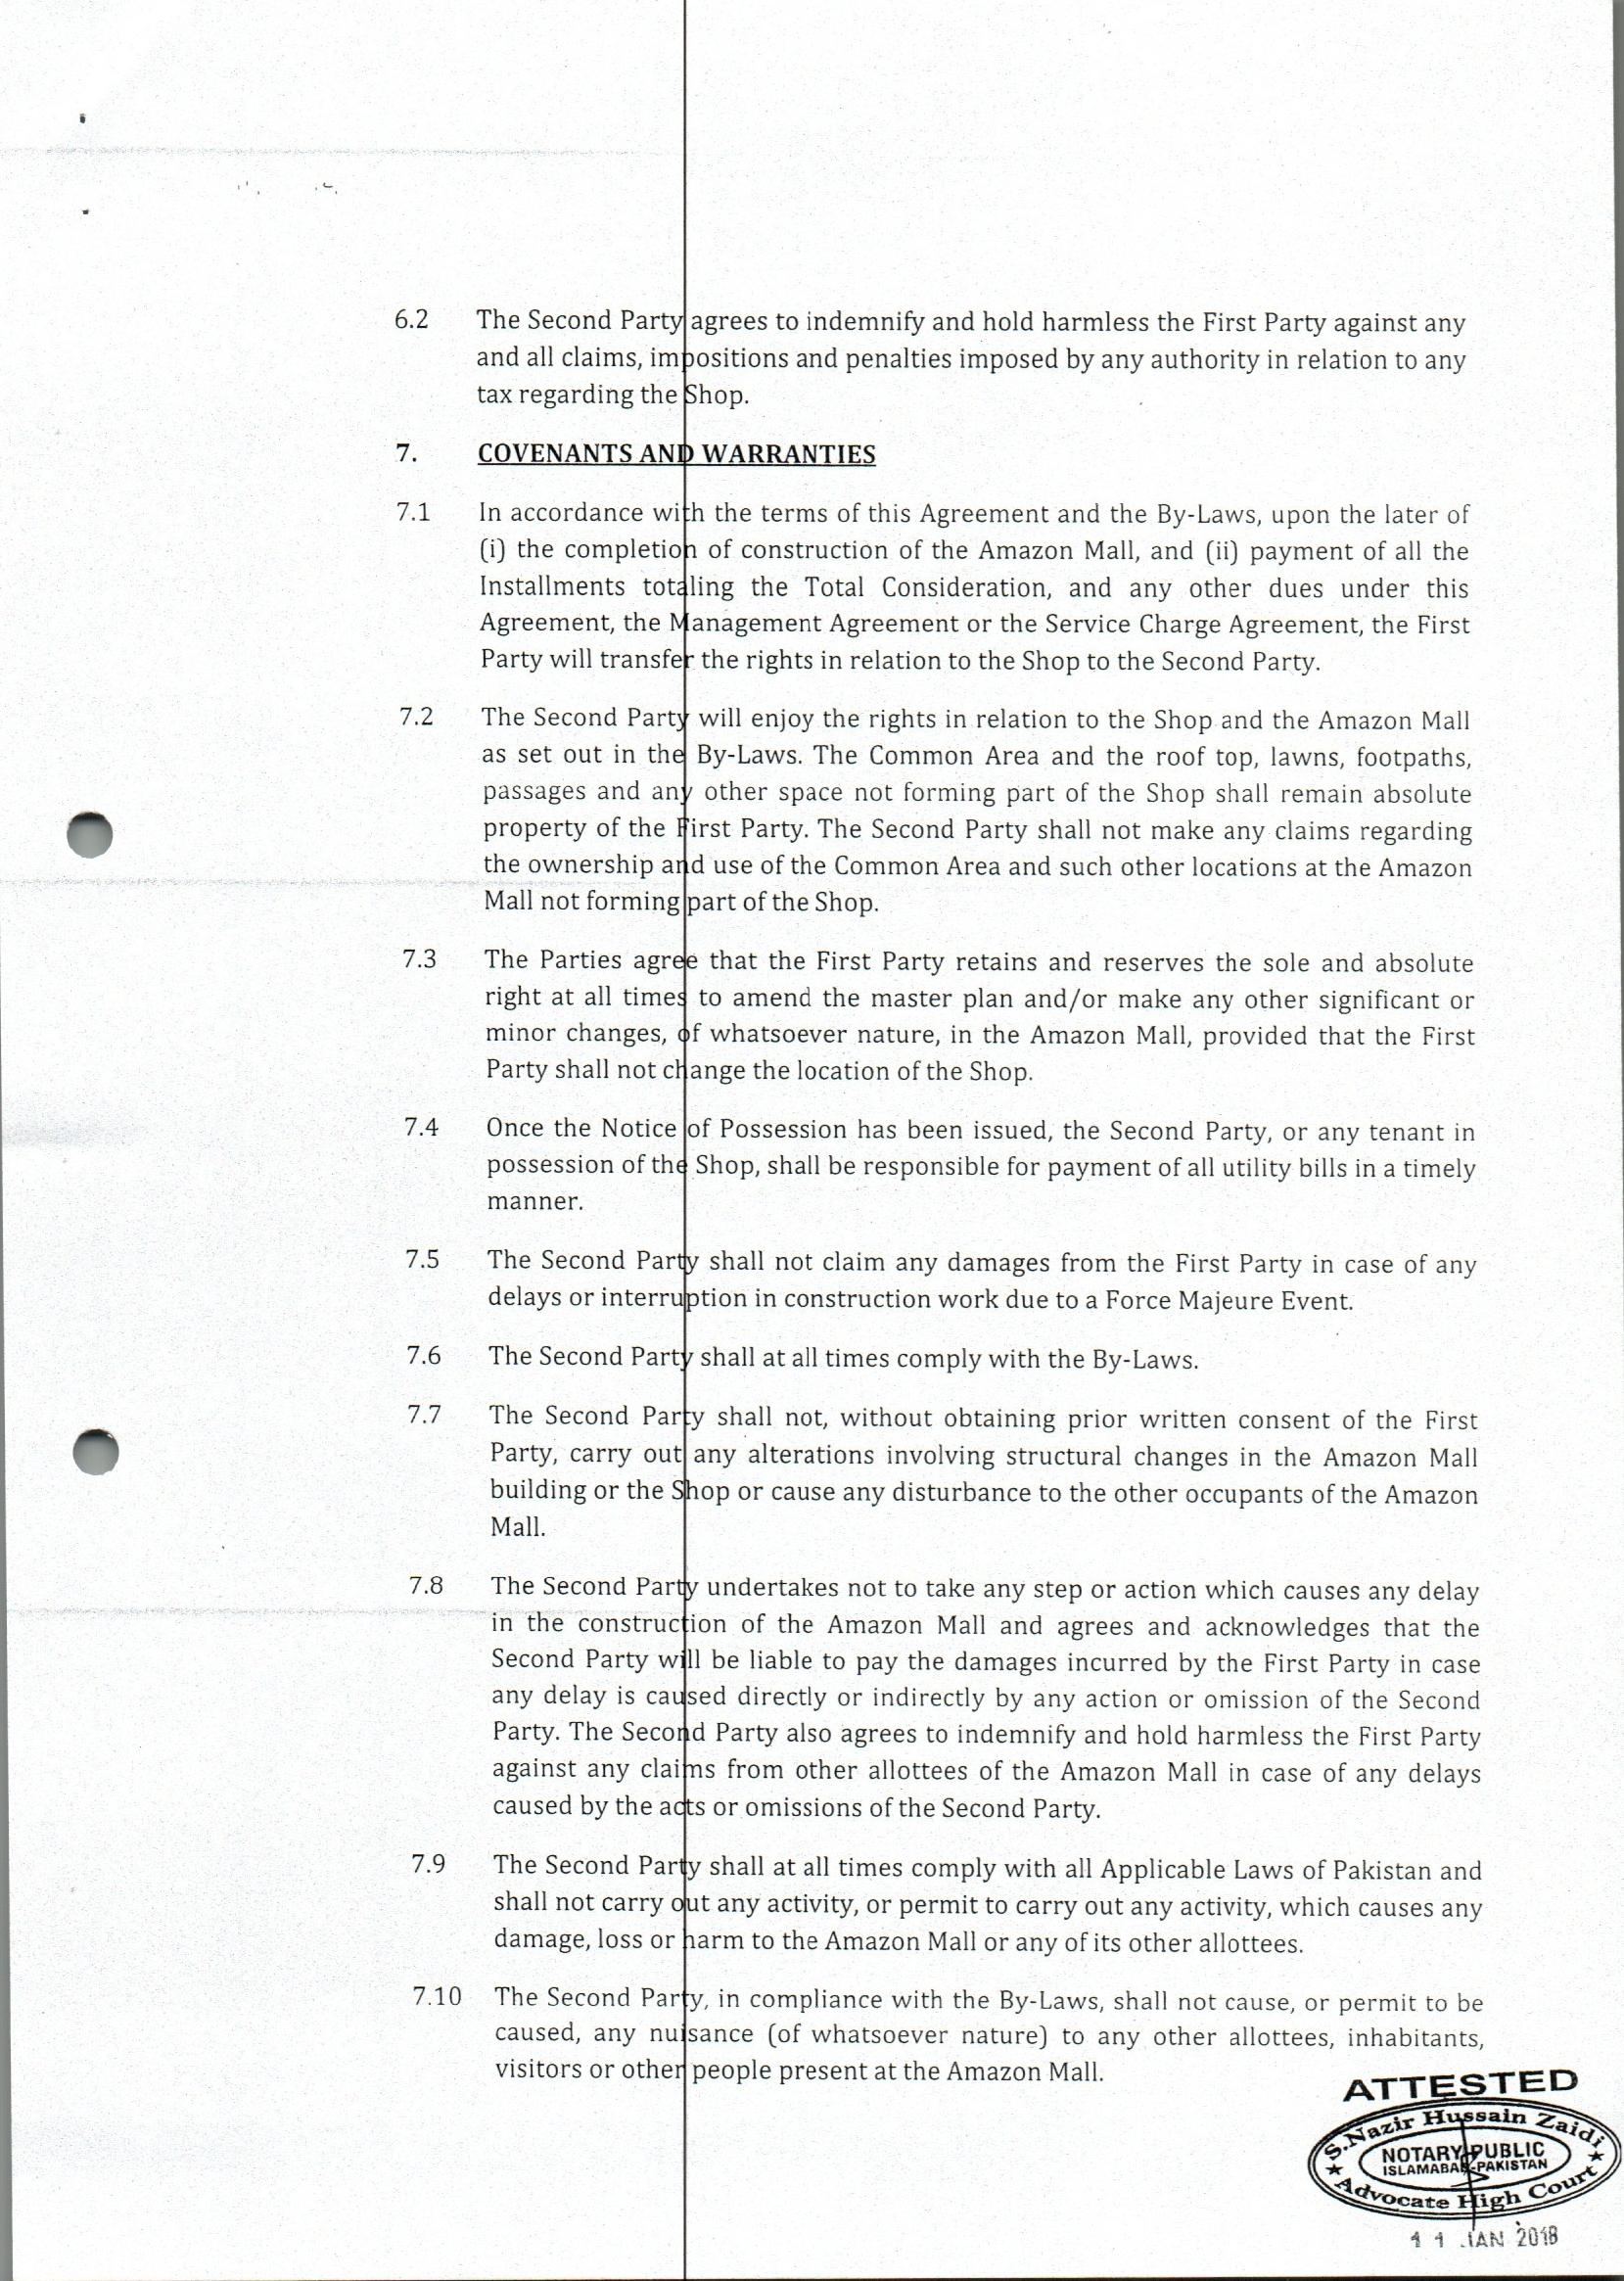 6.2 The Second Party agrees to indemnify and hold harmless the First Party against any
and all claims, impositions and penalties imposed by any authority in relation to any
tax regarding the Shop.
7. COVENANTS AND WARRANTIES
7.1 In accordance with the terms of this Agreement and the By-Laws, upon the later of
(i) the completion of construction of the Amazon Mall, and (ii) payment of all the
Installments totaling the Total Consideration, and any other dues under this
Agreement, the Management Agreement or the Service Charge Agreement, the First
Party will transfer the rights in relation to the Shop to the Second Party.
7.2 The Second Party will enjoy the rights in relation to the Shop and the Amazon Mall
as set out in the By-Laws. The Common Area and the roof top, lawns, footpaths,
passages and any other space not forming part of the Shop shall remain absolute
property of the First Party. The Second Party shall not make any claims regarding
the ownership and use of the Common Area and such other locations at the Amazon
Mall not forming part of the Shop.
7.3 The Parties agree that the First Party retains and reserves the sole and absolute
right at all times to amend the master plan and/or make any other significant or
minor changes, of whatsoever nature, in the Amazon Mall, provided that the First
Party shall not change the location of the Shop.
7.4 Once the Notice of Possession has been issued, the Second Party, or any tenant in
possession of the Shop, shall be responsible for payment of all utility bills in a timely
manner.
7.5 The Second Party shall not claim any damages from the First Party in case of any
delays or interruption in construction work due to a Force Majeure Event.
7.6 The Second Party shall at all times comply with the By-Laws.
7.7 The Second Party shall not, without obtaining prior written consent of the First
Party, carry out any alterations involving structural changes in the Amazon Mall
building or the Shop or cause any disturbance to the other occupants of the Amazon
Mall.
7.8 The Second Party undertakes not to take any step or action which causes any delay
in the construction of the Amazon Mall and agrees and acknowledges that the
Second Party will be liable to pay the damages incurred by the First Party in case
any delay is caused directly or indirectly by any action or omission of the Second
Party. The Second Party also agrees to indemnify and hold harmless the First Party
against any claims from other allottees of the Amazon Mall in case of any delays
caused by the acts or omissions of the Second Party.
7.9 The Second Party shall at all times comply with all Applicable Laws of Pakistan and
shall not carry out any activity, or permit to carry out any activity, which causes any
damage, loss or harm to the Amazon Mall or any of its other allottees.
7.10 The Second Party, in compliance with the By-Laws, shall not cause, or permit to be
caused, any nuisance (of whatsoever nature) to any other allottees, inhabitants,
visitors or other people present at the Amazon Mall.
ATTESTED
S.Nazir Hussain Zaidi
NOTARY PUBLIC
ISLAMABAD-PAKISTAN
Advocate High Court
11 JAN 2018